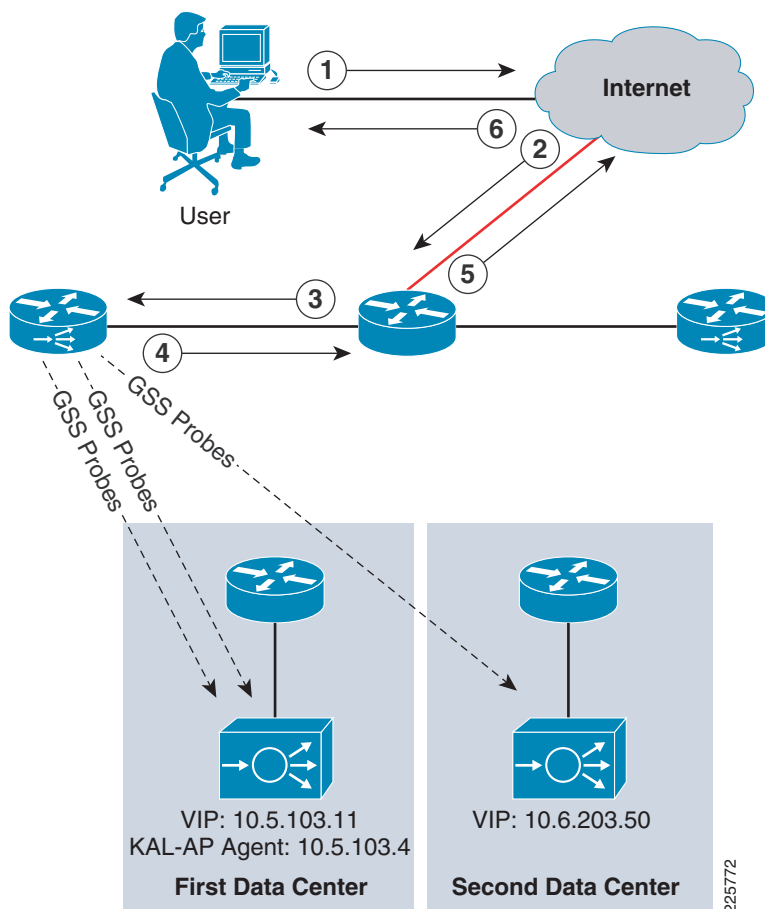 1
Internet
6
2
User
5
3
4
GSS Probes
GSS Probes
GSS Probes
VIP: 10.5.103.11
KAL-AP Agent: 10.5.103.4
First Data Center
VIP: 10.6.203.50
Second Data Center
225772